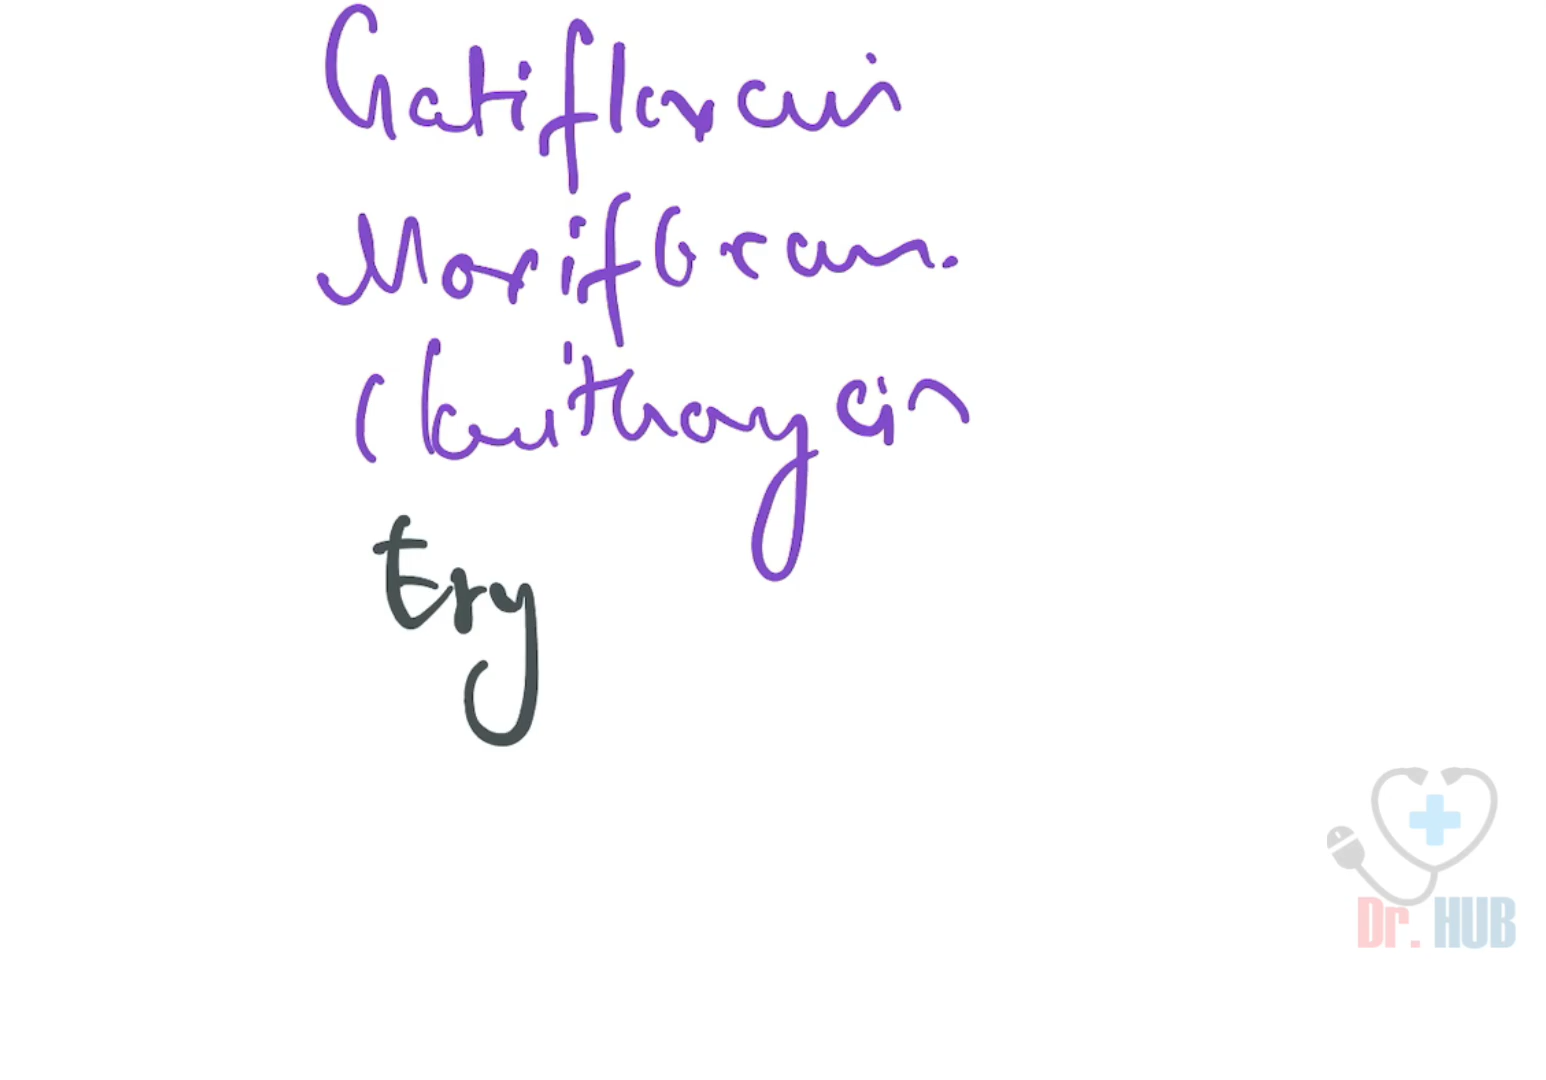 Gatifloxacin
Moxifloxacin.
Clarithromycin
Ery
Dr. HUB